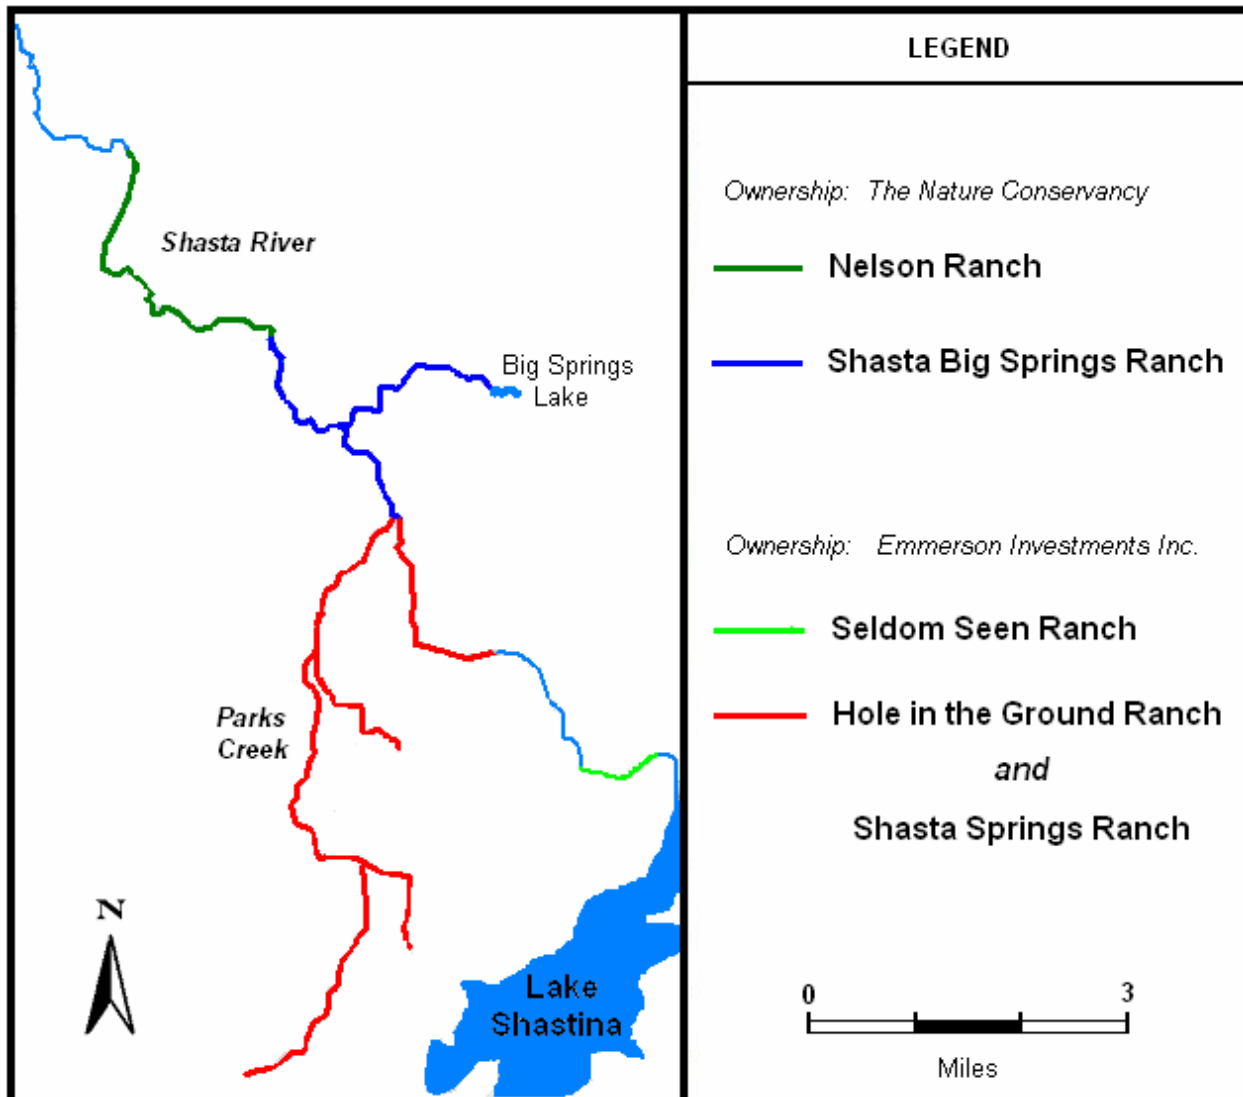 LEGEND
Ownership: The Nature Conservancy
Nelson Ranch
Shasta Big Springs Ranch
Ownership: Emmerson Investments Inc.
Seldom Seen Ranch
Hole in the Ground Ranch
and
Shasta Springs Ranch
0 3
Miles
Shasta River
Big Springs
Lake
Parks
Creek
N
Lake
Shastina